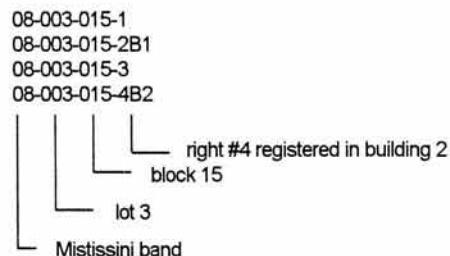 08-003-015-1
08-003-015-2B1
08-003-015-3
08-003-015-4B2
right #4 registered in building 2
block 15
lot 3
Mistissini band